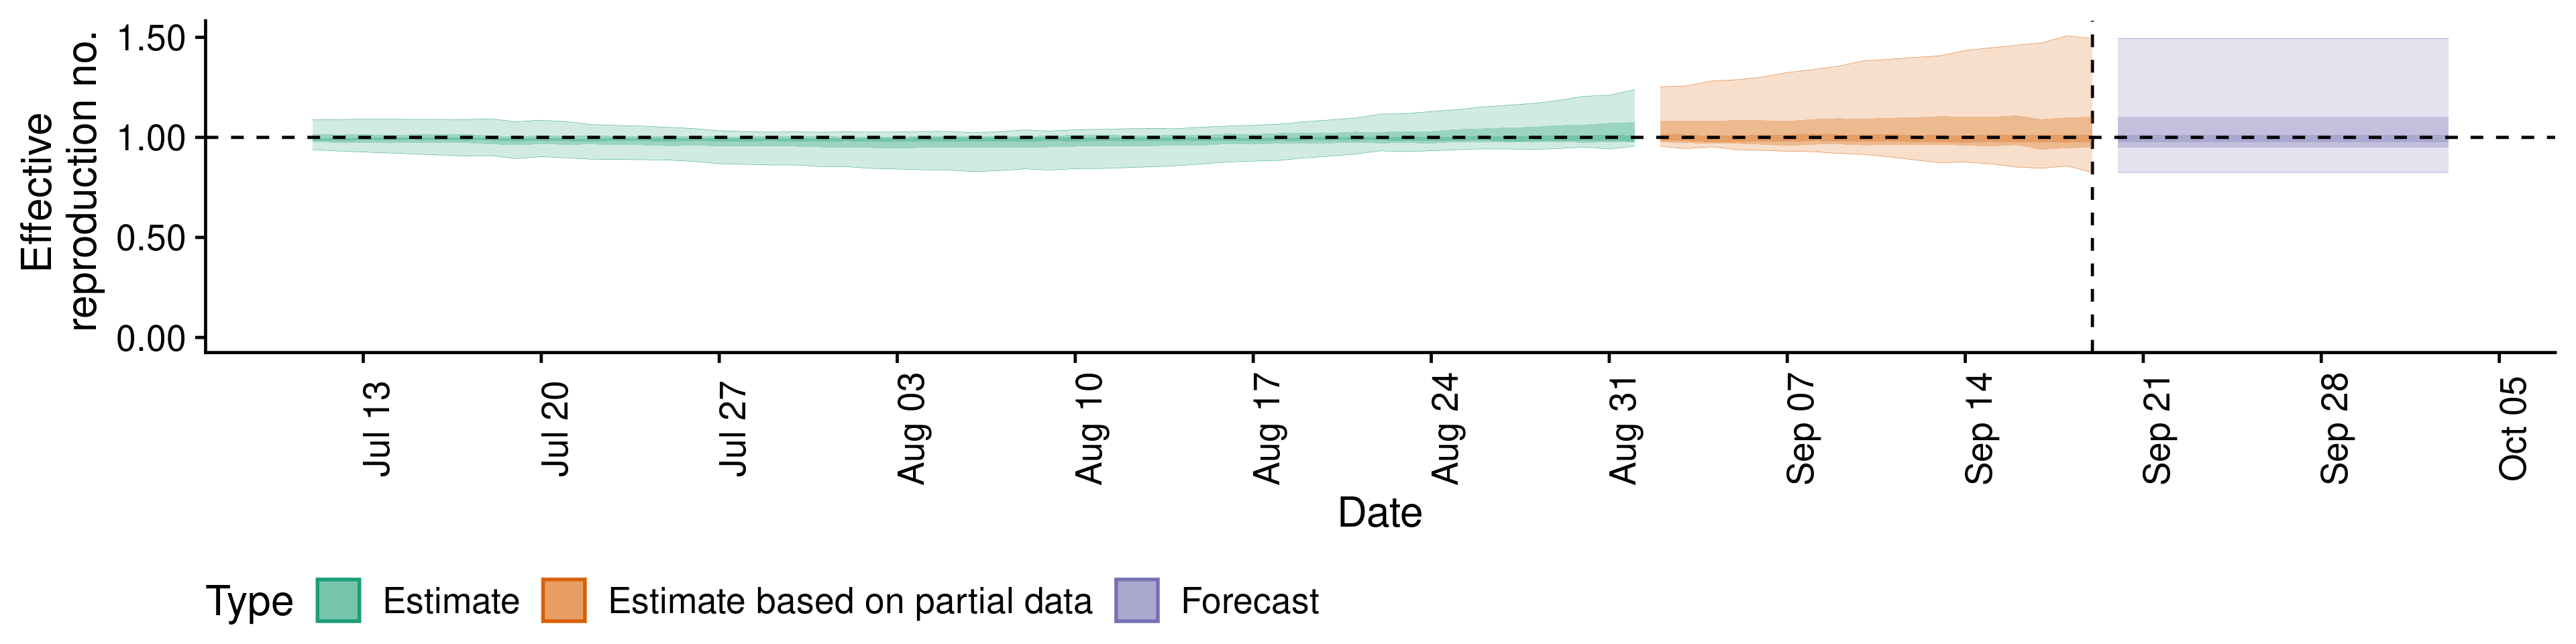 Effective
reproduction no.
1.50
1.00
0.50
0.00
Jul 13
Jul 20
Jul 27
Aug 03
Aug 10
Aug 17
Aug 24
Aug 31
Sep 07
Sep 14
Sep 21
Sep 28
Oct 05
Date
Type Estimate Estimate based on partial data Forecast